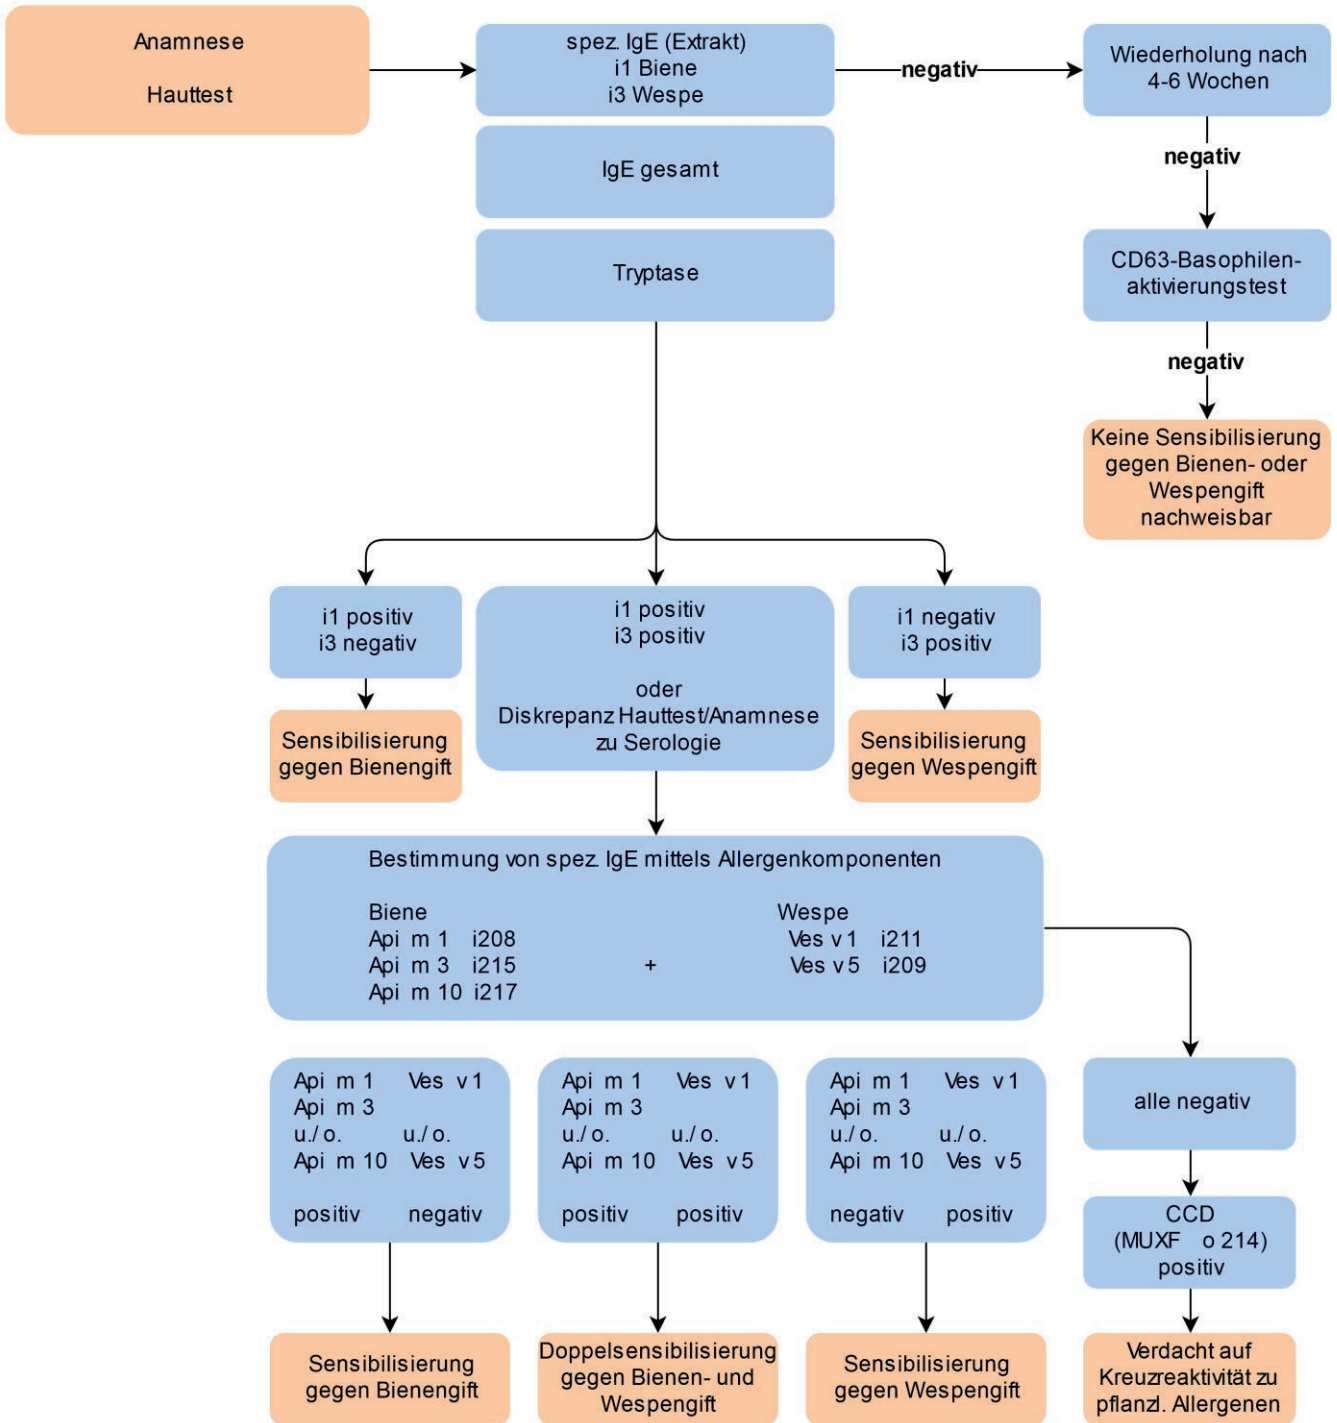 Anamnese
Hauttest
spez. IgE (Extrakt)
i1 Biene
i3 Wespe
negativ
Wiederholung nach
4-6 Wochen
IgE gesamt
negativ
Tryptase
CD63-Basophilen-
aktivierungstest
negativ
Keine Sensibilisierung
gegen Bienen- oder
Wespengift
nachweisbar
i1 positiv
i3 negativ
i1 positiv
i3 positiv
oder
Diskrepanz Hauttest/Anamnese
zu Serologie
i1 negativ
i3 positiv
Sensibilisierung
gegen Bienengift
Sensibilisierung
gegen Wespengift
Bestimmung von spez. IgE mittels Allergenkomponenten
Biene
Api m 1 i208
Api m 3 i215
Api m 10 i217
+
Wespe
Ves v 1 i211
Ves v 5 i209
Api m 1 Ves v 1
Api m 3
u./ o. u./ o.
Api m 10 Ves v 5
positiv negativ
Api m 1 Ves v 1
Api m 3
u./ o. u./ o.
Api m 10 Ves v 5
positiv positiv
Api m 1 Ves v 1
Api m 3
u./ o. u./ o.
Api m 10 Ves v 5
negativ positiv
alle negativ
CCD
(MUXF o 214)
positiv
Sensibilisierung
gegen Bienengift
Doppelsensibilisierung
gegen Bienen- und
Wespengift
Sensibilisierung
gegen Wespengift
Verdacht auf
Kreuzreaktivität zu
pflanzl. Allergenen